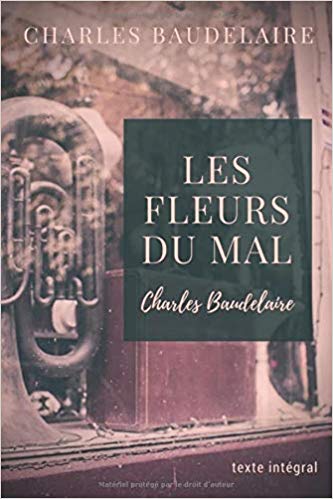 CHARLES BAUDELAIRE
LES
FLEURS
DU MAL
Charles Baudelaire
texte intégral
Matériel protégé par le droit d'auteur